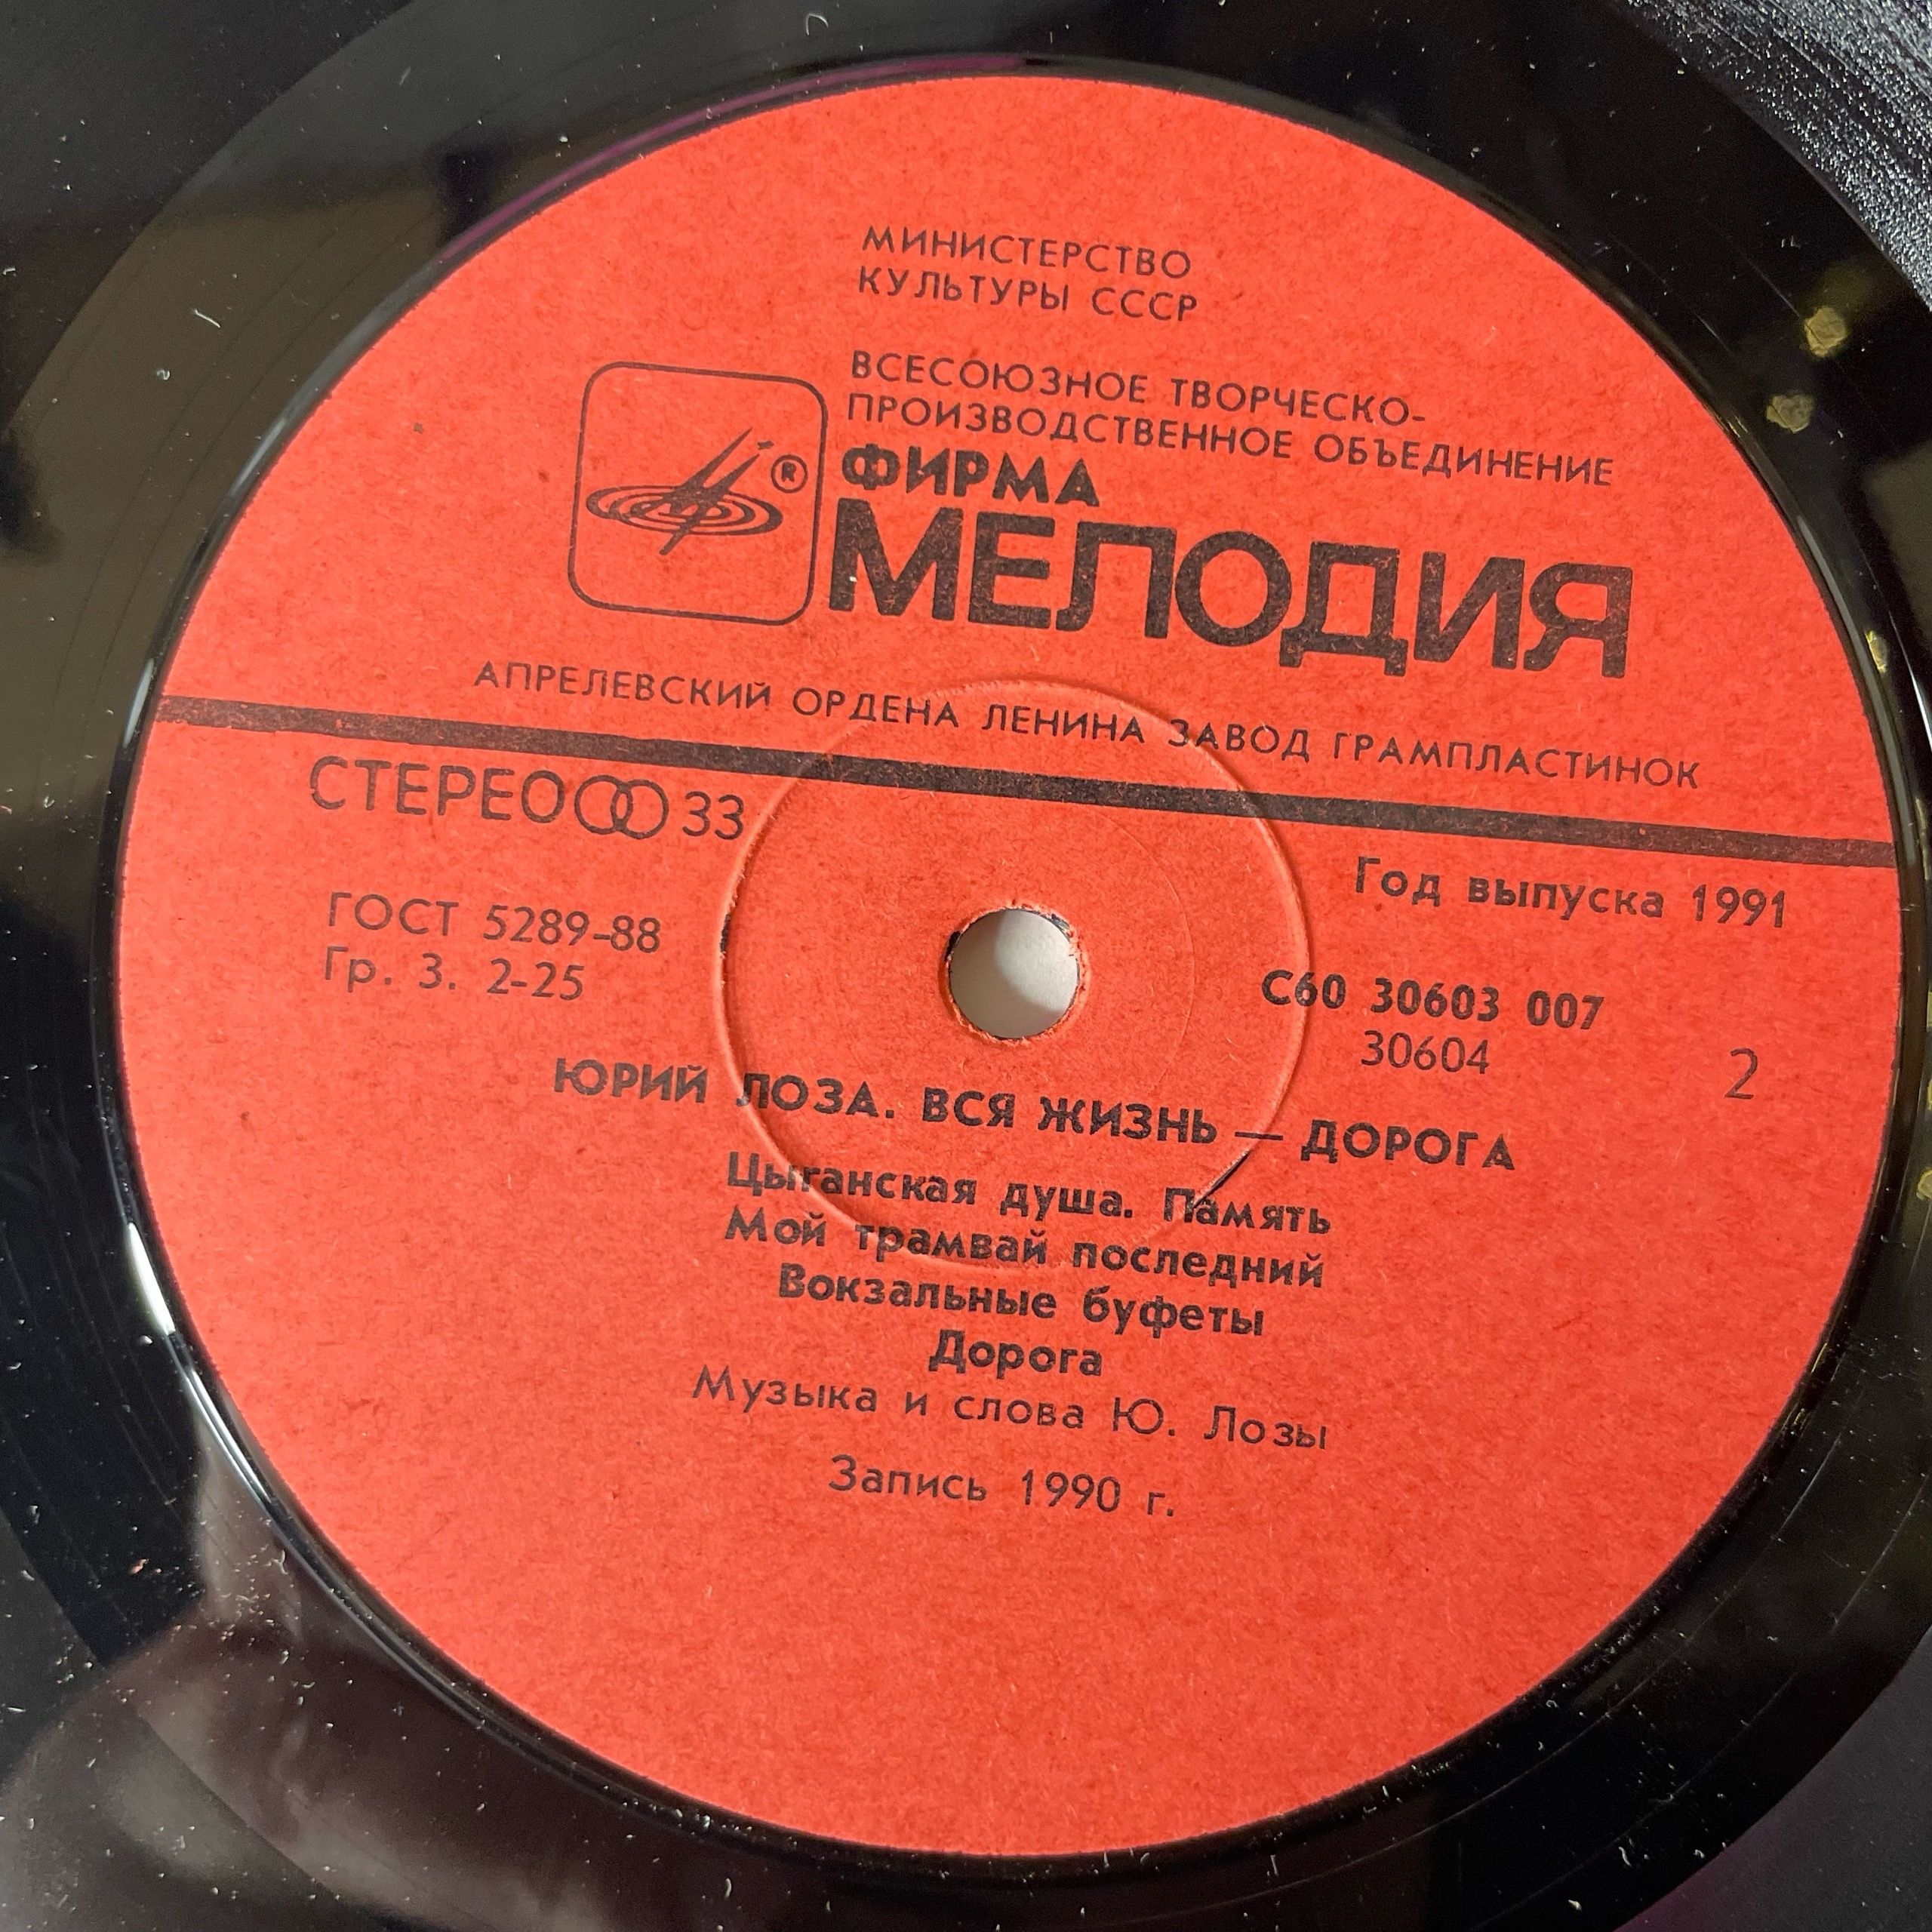 МИНИСТЕРСТВО
КУЛЬТУРЫ СССР
ВСЕСОЮЗНОЕ ТВОРЧЕСКО-
ПРОИЗВОДСТВЕННОЕ ОБЪЕДИНЕНИЕ
®
ФИРМА
МЕЛОДИЯ
АПРЕЛЕВСКИЙ ОРДЕНА ЛЕНИНА ЗАВОД ГРАМПЛАСТИНОК
СТЕРЕО 33
Год выпуска 1991
ГОСТ 5289-88
Гр. 3. 2-25
С60 30603 007
30604
2
ЮРИЙ ЛОЗА. ВСЯ ЖИЗНЬ — ДОРОГА
Цыганская душа. Память
Мой трамвай последний
Вокзальные буфеты
Дорога
Музыка и слова Ю. Лозы
Запись 1990 г.